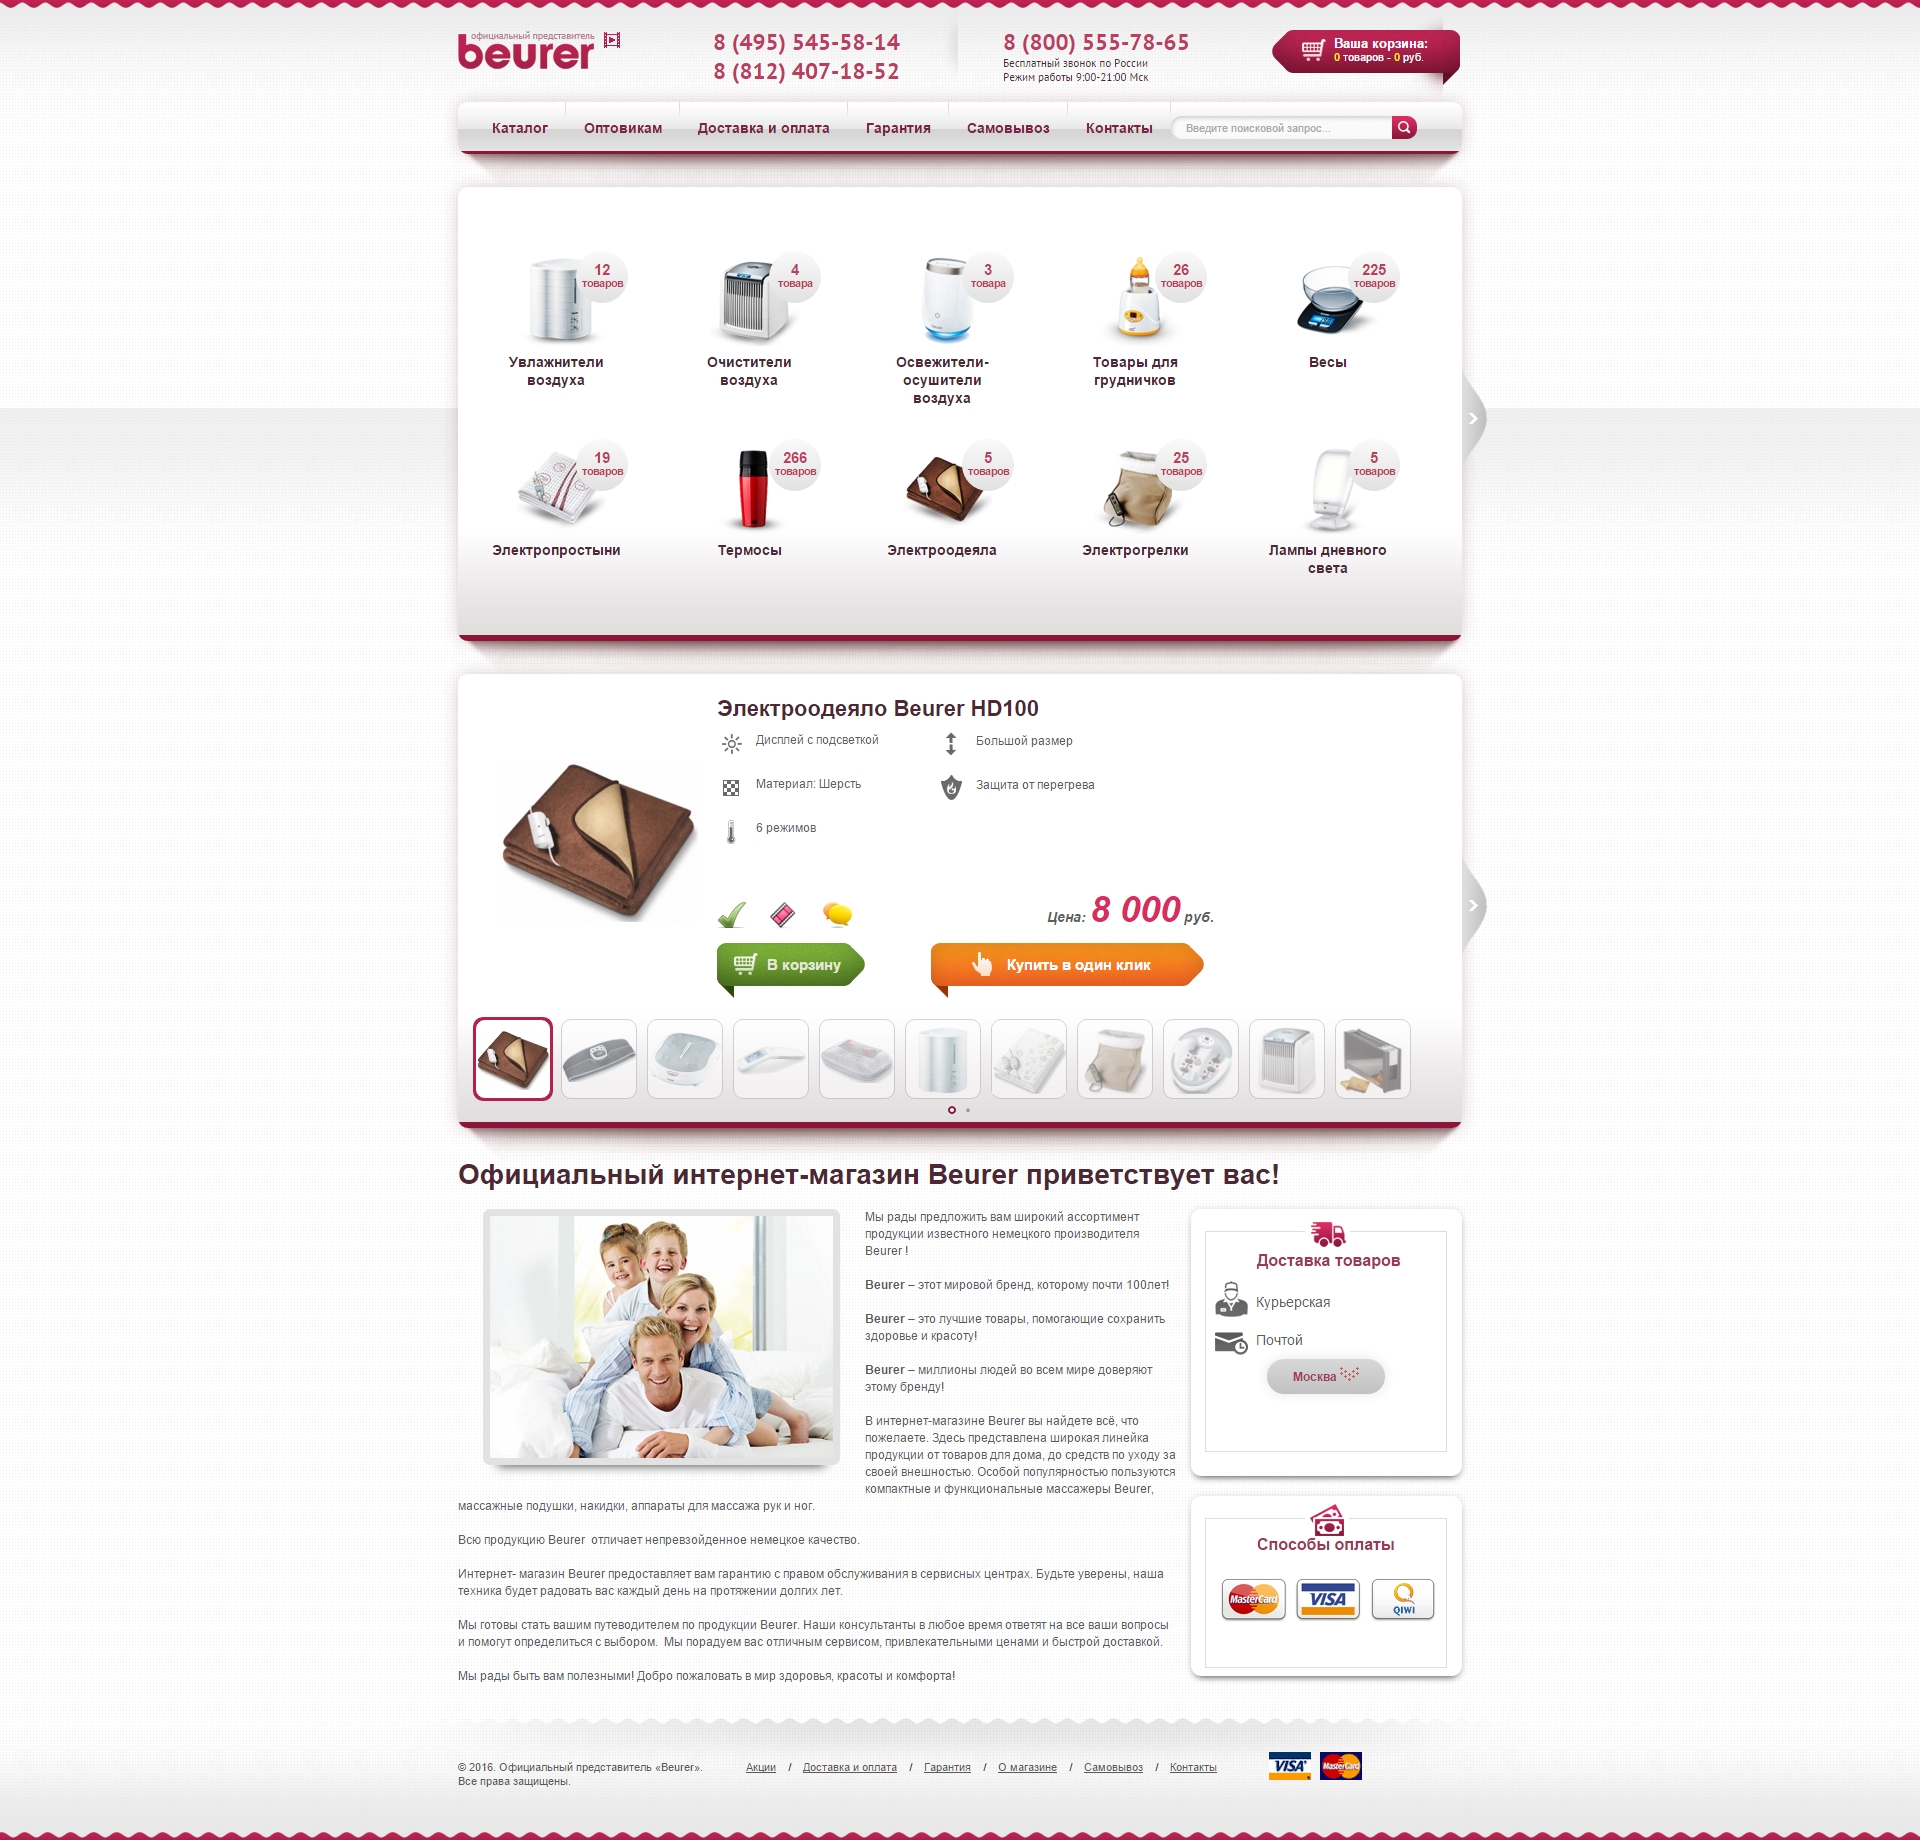 официальный представитель
beurer
8 (495) 545-58-14
8 (812) 407-18-52
8 (800) 555-78-65
Бесплатный звонок по России
Режим работы 9:00-21:00 Мск
Ваша корзина:
0 товаров - 0 руб.
Каталог Оптовикам Доставка и оплата Гарантия Самовывоз Контакты Введите поисковой запрос...
12 товаров
Увлажнители
воздуха
4 товара
Очистители
воздуха
3 товара
Освежители-
осушители
воздуха
26 товаров
Товары для
грудничков
225 товаров
Весы
19 товаров
Электропростыни
266 товаров
Термосы
5 товаров
Электроодеяла
25 товаров
Электрогрелки
5 товаров
Лампы дневного
света
Электроодеяло Beurer HD100
Дисплей с подсветкой
Большой размер
Материал: Шерсть
Защита от перегрева
6 режимов
Цена: 8 000 руб.
В корзину
Купить в один клик
Официальный интернет-магазин Beurer приветствует вас!
Мы рады предложить вам широкий ассортимент
продукции известного немецкого производителя
Beurer !
Beurer – этот мировой бренд, которому почти 100лет!
Beurer – это лучшие товары, помогающие сохранить
здоровье и красоту!
Beurer – миллионы людей во всем мире доверяют
этому бренду!
В интернет-магазине Beurer вы найдете всё, что
пожелаете. Здесь представлена широкая линейка
продукции от товаров для дома, до средств по уходу за
своей внешностью. Особой популярностью пользуются
компактные и функциональные массажеры Beurer,
массажные подушки, накидки, аппараты для массажа рук и ног.
Всю продукцию Beurer  отличает непревзойденное немецкое качество.
Интернет- магазин Beurer предоставляет вам гарантию с правом обслуживания в сервисных центрах. Будьте уверены, наша
техника будет радовать вас каждый день на протяжении долгих лет.
Мы готовы стать вашим путеводителем по продукции Beurer. Наши консультанты в любое время ответят на все ваши вопросы
и помогут определиться с выбором.  Мы порадуем вас отличным сервисом, привлекательными ценами и быстрой доставкой.
Мы рады быть вам полезными! Добро пожаловать в мир здоровья, красоты и комфорта!
Доставка товаров
Курьерская
Почтой
Москва
Способы оплаты
MasterCard VISA QIWI
© 2016. Официальный представитель «Beurer».
Все права защищены.
Акции / Доставка и оплата / Гарантия / О магазине / Самовывоз / Контакты
VISA MasterCard